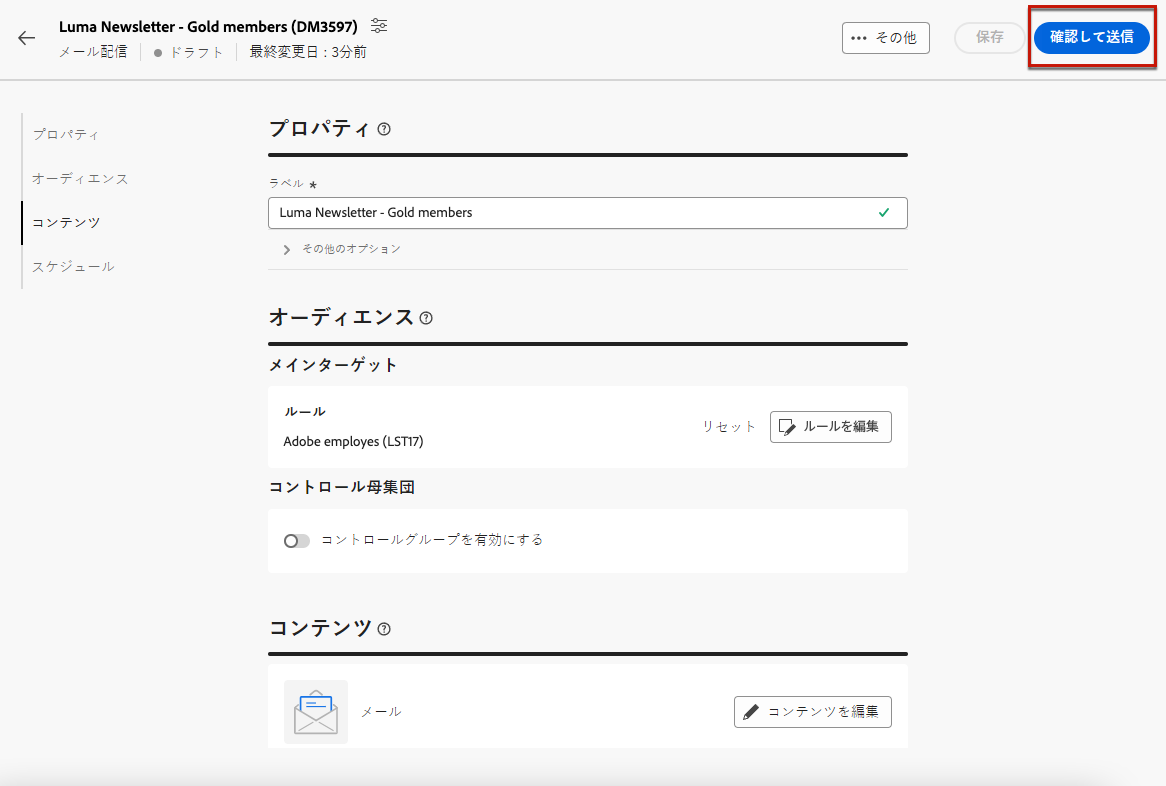 Luma Newsletter - Gold members (DM3597)
メール配信 ドラフト 最終変更日 : 3分前
その他
保存
確認して送信
プロパティ
オーディエンス
コンテンツ
スケジュール
プロパティ
ラベル *
Luma Newsletter - Gold members
その他のオプション
オーディエンス
メインターゲット
ルール
Adobe employes (LST17)
リセット
ルールを編集
コントロール母集団
コントロールグループを有効にする
コンテンツ
メール
コンテンツを編集